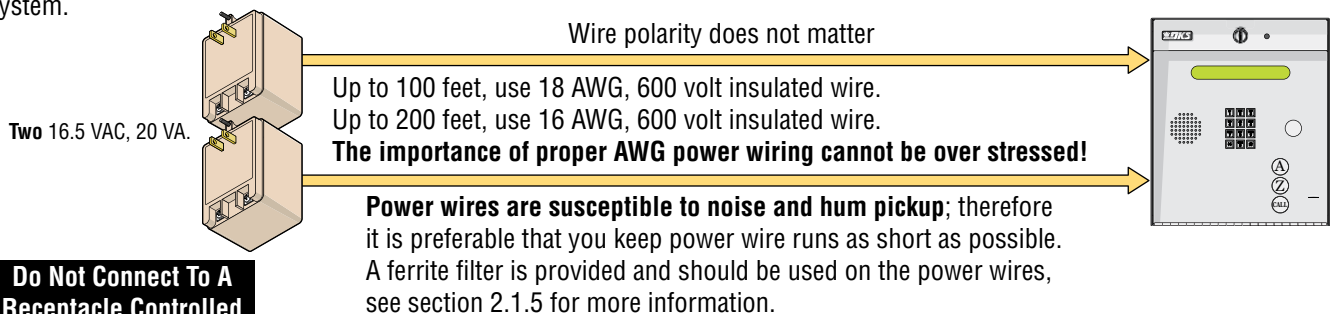 ystem.
Wire polarity does not matter
Up to 100 feet, use 18 AWG, 600 volt insulated wire.
Two 16.5 VAC, 20 VA.
Up to 200 feet, use 16 AWG, 600 volt insulated wire.
The importance of proper AWG power wiring cannot be over stressed!
Power wires are susceptible to noise and hum pickup; therefore
it is preferable that you keep power wire runs as short as possible.
A ferrite filter is provided and should be used on the power wires,
see section 2.1.5 for more information.
Do Not Connect To A
Receptacle Controlled
A
Z
CALL